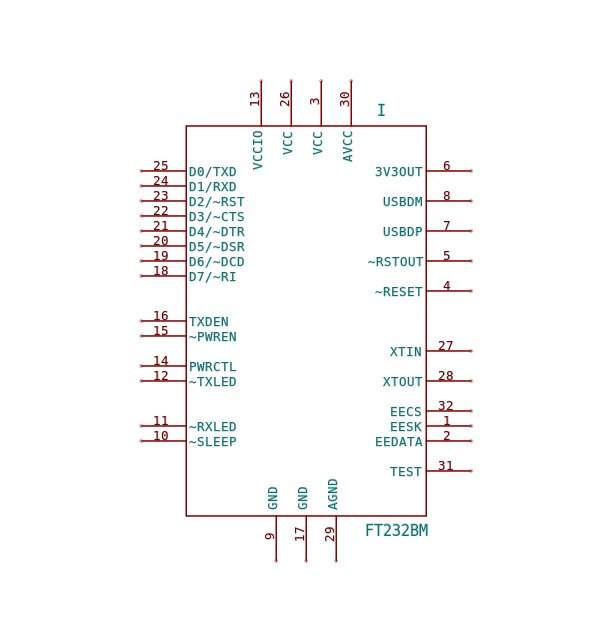 13 26 3 30
I
VCCIO VCC VCC AVCC
25 D0/TXD 3V3OUT 6
24 D1/RXD
23 D2/~RST USBDM 8
22 D3/~CTS
21 D4/~DTR USBDP 7
20 D5/~DSR
19 D6/~DCD ~RSTOUT 5
18 D7/~RI
~RESET 4
16 TXDEN
15 ~PWREN
XTIN 27
14 PWRCTL
12 ~TXLED XTOUT 28
EECS 32
11 ~RXLED EESK 1
10 ~SLEEP EEDATA 2
TEST 31
GND GND AGND
9 17 29
FT232BM